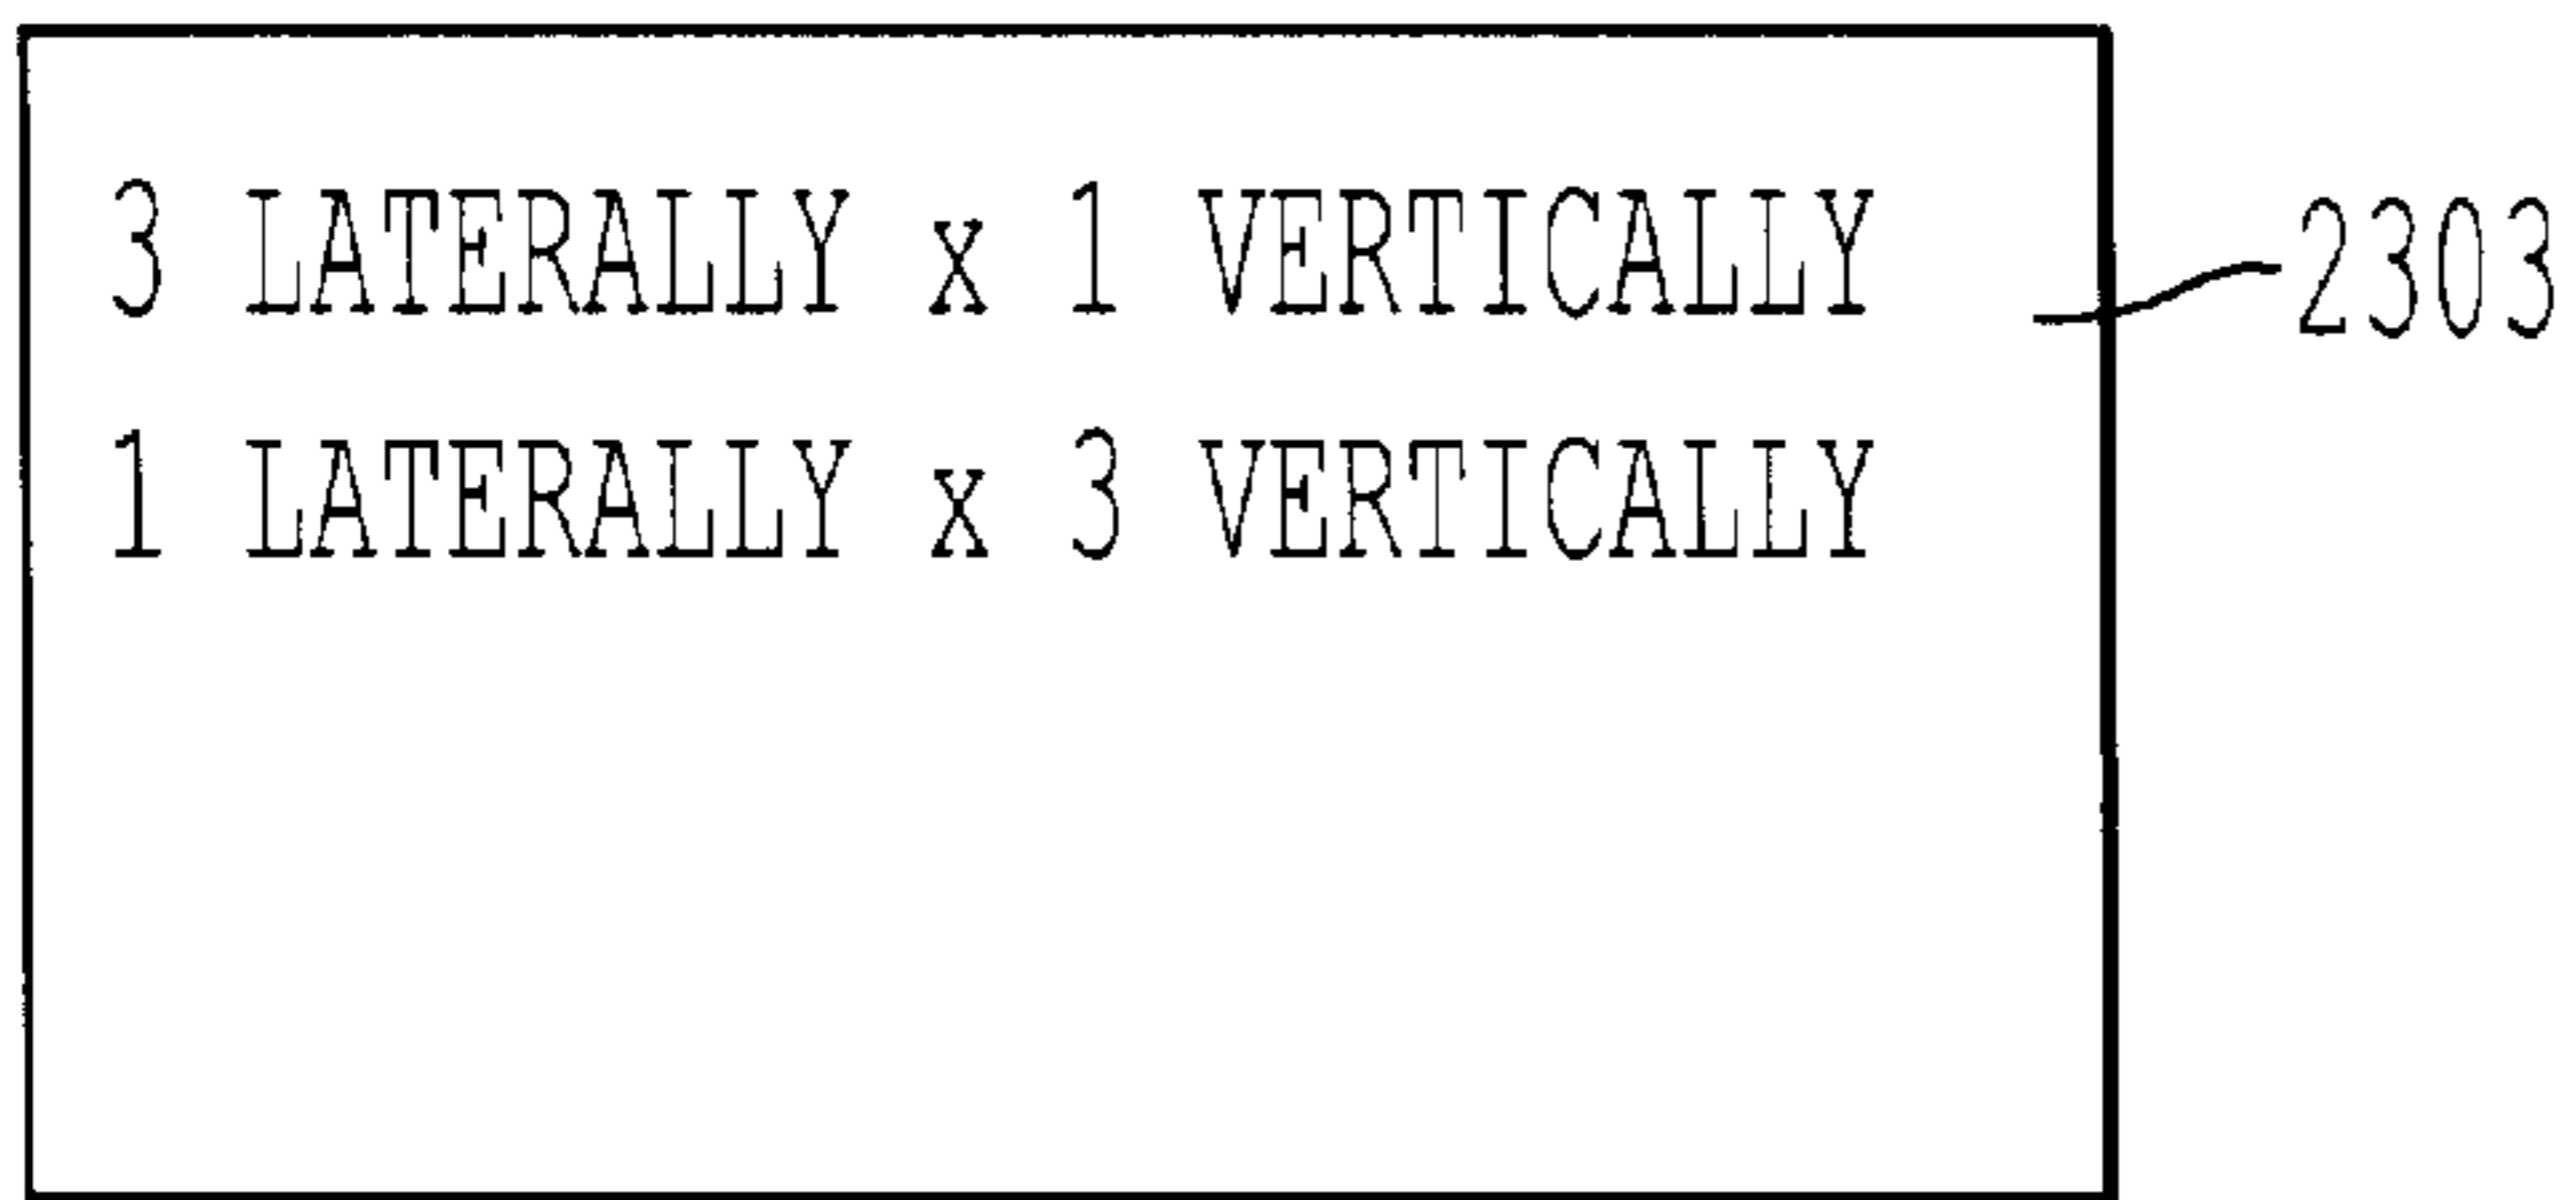 3 LATERALLY x 1 VERTICALLY
2303
1 LATERALLY x 3 VERTICALLY